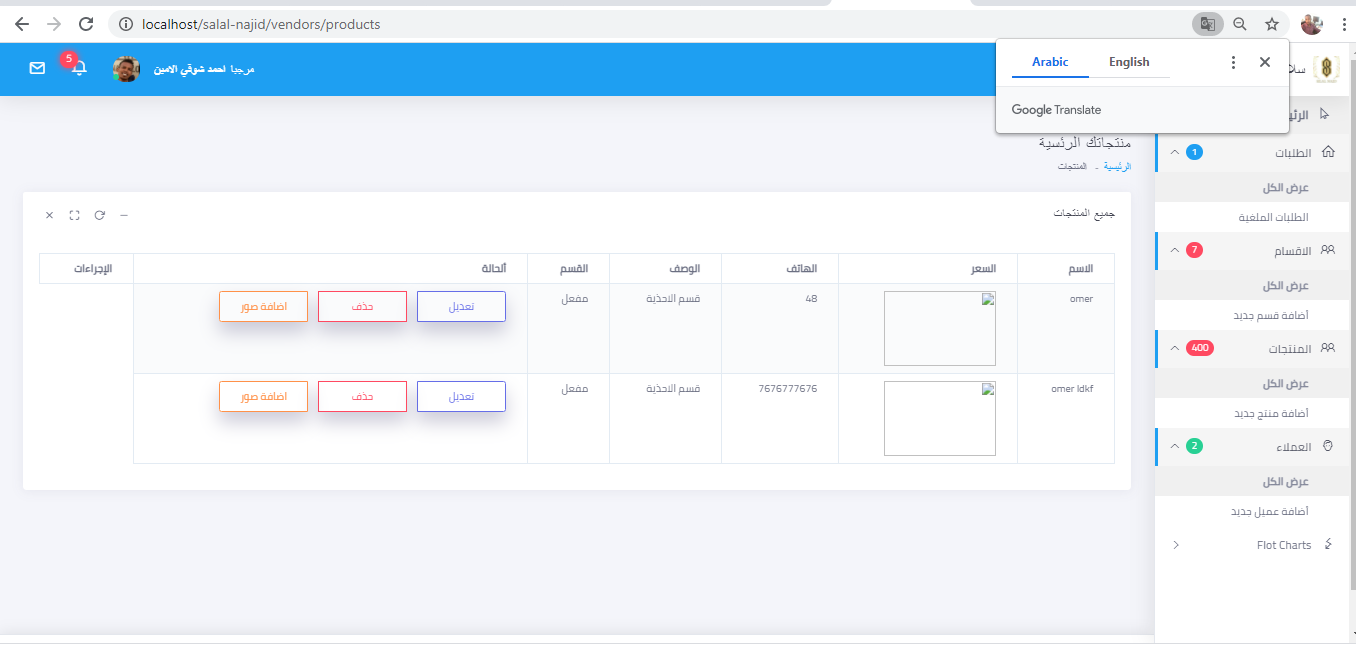 localhost/salal-najid/vendors/products
Arabic English
Google Translate
5
مرحبا احمد شوقي الامين
منتجاتك الرئسية
الرئيسية - المنتجات
جميع المنتجات
الاسم السعر الهاتف الوصف القسم ألحالة الإجراءات
omer 48 قسم الاحذية مفعل تعديل حذف اضافة صور
omer ldkf 7676777676 قسم الاحذية مفعل تعديل حذف اضافة صور
الطلبات 1
عرض الكل
الطلبات الملغية
الاقسام 7
عرض الكل
أضافة قسم جديد
المنتجات 400
عرض الكل
أضافة منتج جديد
العملاء 2
عرض الكل
أضافة عميل جديد
Flot Charts